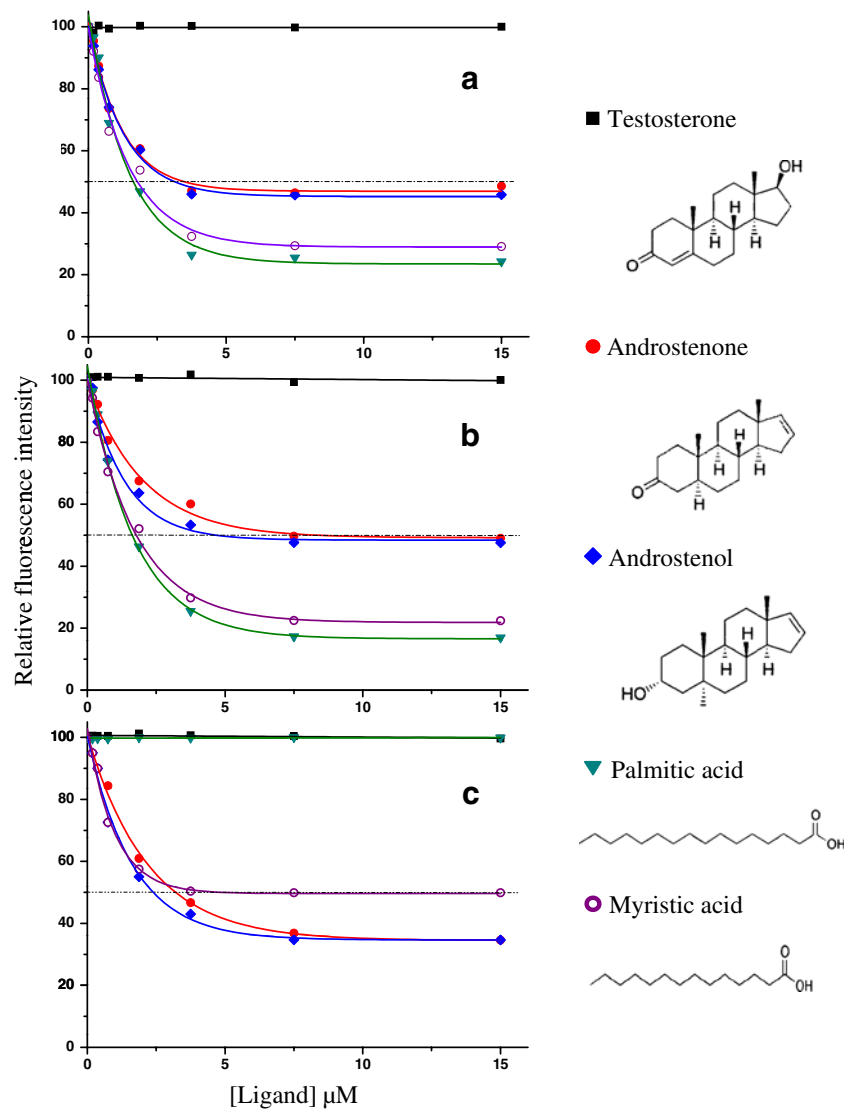 a
100
80
60
40
20
0
0
5
10
15
b
100
80
60
40
20
0
0
5
10
15
c
100
80
60
40
20
0
0
5
10
15
Relative fluorescence intensity
[Ligand] µM
Testosterone
OH
H
H
H
O
Androstenone
H
H
H
O
H
Androstenol
H
H
H
HO
Palmitic acid
O
OH
Myristic acid
O
OH